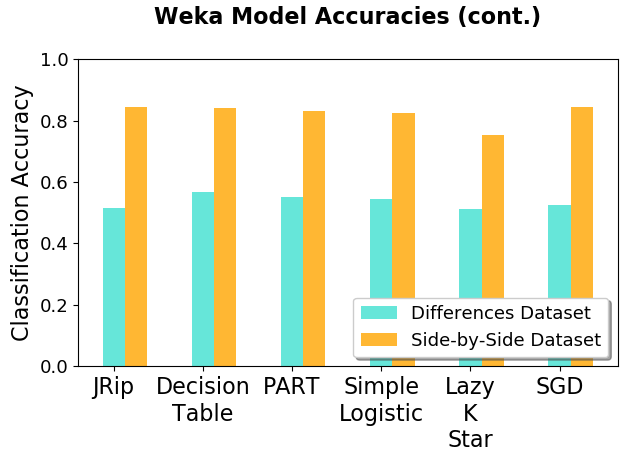 Weka Model Accuracies (cont.)
Classification Accuracy
1.0
0.8
0.6
0.4
0.2
0.0
Differences Dataset
Side-by-Side Dataset
JRip Decision PART Simple Lazy SGD
Table Logistic K
Star